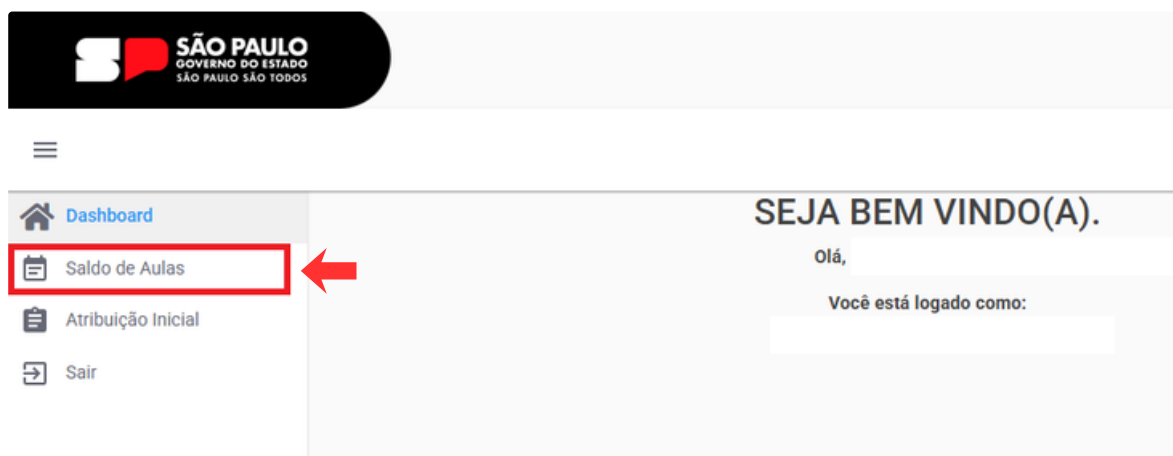 SÃO PAULO
GOVERNO DO ESTADO
SÃO PAULO SÃO TODOS
Dashboard
Saldo de Aulas
Atribuição Inicial
Sair
SEJA BEM VINDO(A).
Olá,
Você está logado como: